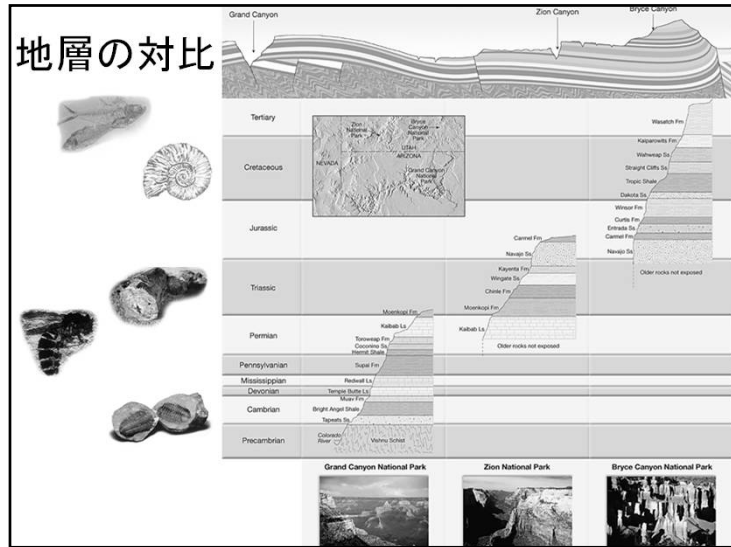 地層の対比
Grand Canyon
Zion Canyon
Bryce Canyon
Tertiary
Cretaceous
Jurassic
Triassic
Permian
Pennsylvanian
Mississippian
Devonian
Cambrian
Precambrian
Zion
National
Park
Bryce
Canyon
National
Park
NEVADA
UTAH
ARIZONA
Grand Canyon
National
Park
Moenkopi Fm
Kaibab Ls
Toroweap Fm
Coconino Ss
Hermit Shale
Supai Fm
Redwall Ls
Temple Butte Ls
Muav Fm
Bright Angel Shale
Tapeats Ss
Colorado
River
Vishnu Schist
Carmel Fm
Navajo Ss
Kayenta Fm
Wingate Ss
Chinle Fm
Moenkopi Fm
Kaibab Ls
Older rocks not exposed
Wasatch Fm
Kaiparowits Fm
Wahweap Ss
Straight Cliffs Ss
Tropic Shale
Dakota Ss
Winsor Fm
Curtis Fm
Entrada Ss
Carmel Fm
Navajo Ss
Older rocks not exposed
Grand Canyon National Park
Zion National Park
Bryce Canyon National Park